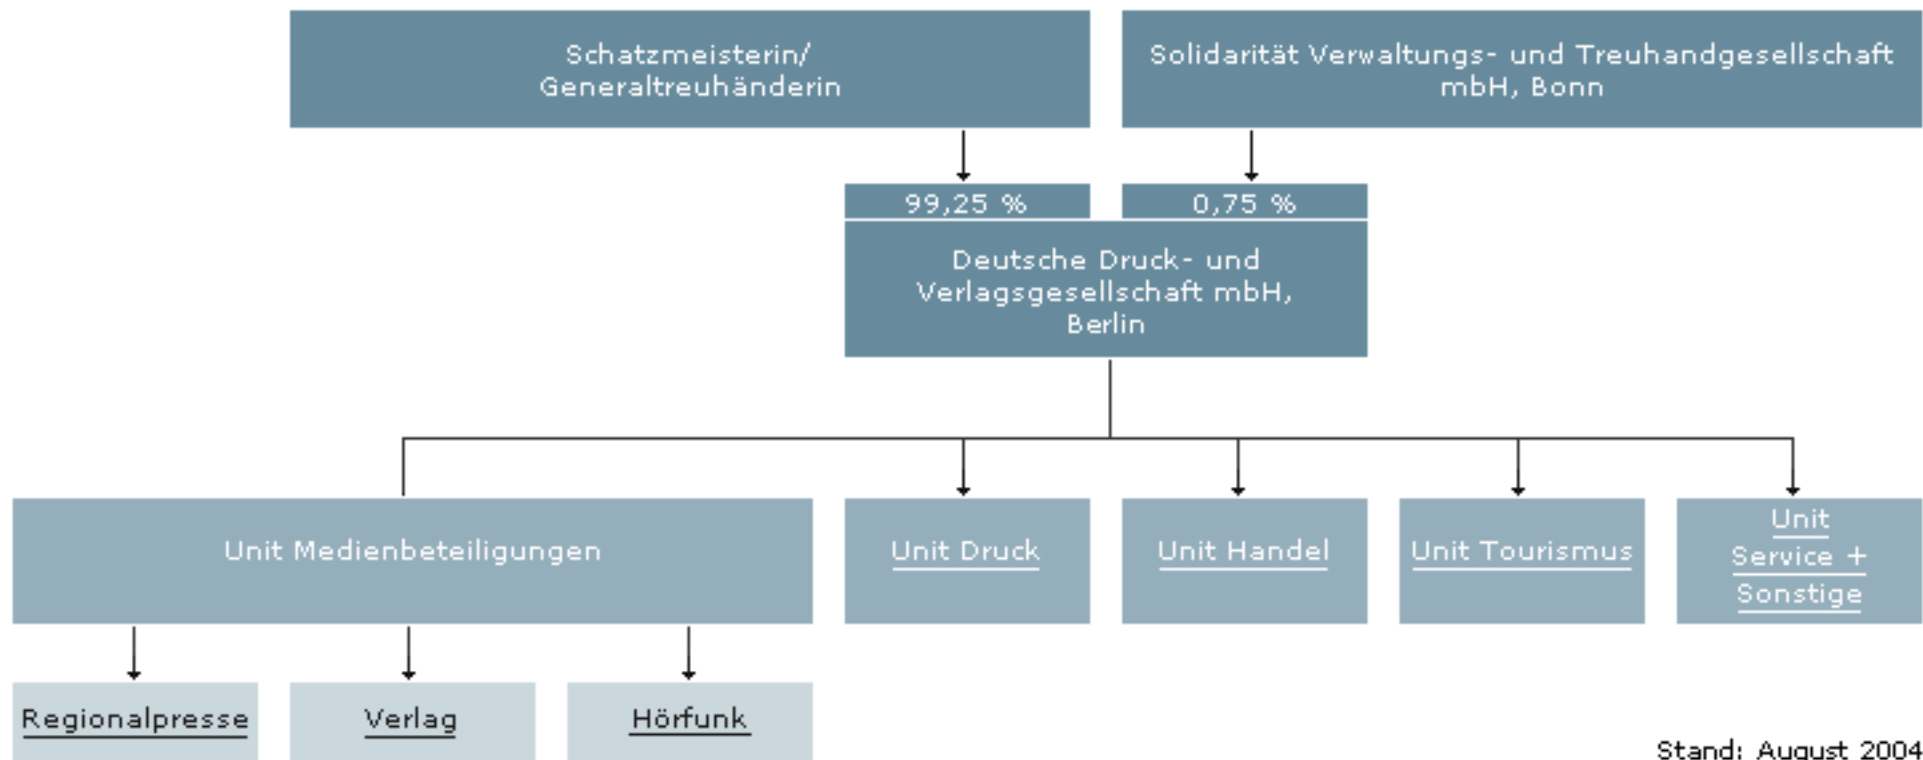 Schatzmeisterin/
Generaltreuhänderin
Solidarität Verwaltungs- und Treuhandgesellschaft
mbH, Bonn
99,25 %
0,75 %
Deutsche Druck- und
Verlagsgesellschaft mbH,
Berlin
Unit Medienbeteiligungen
Unit Druck
Unit Handel
Unit Tourismus
Unit
Service +
Sonstige
Regionalpresse
Verlag
Hörfunk
Stand: August 2004